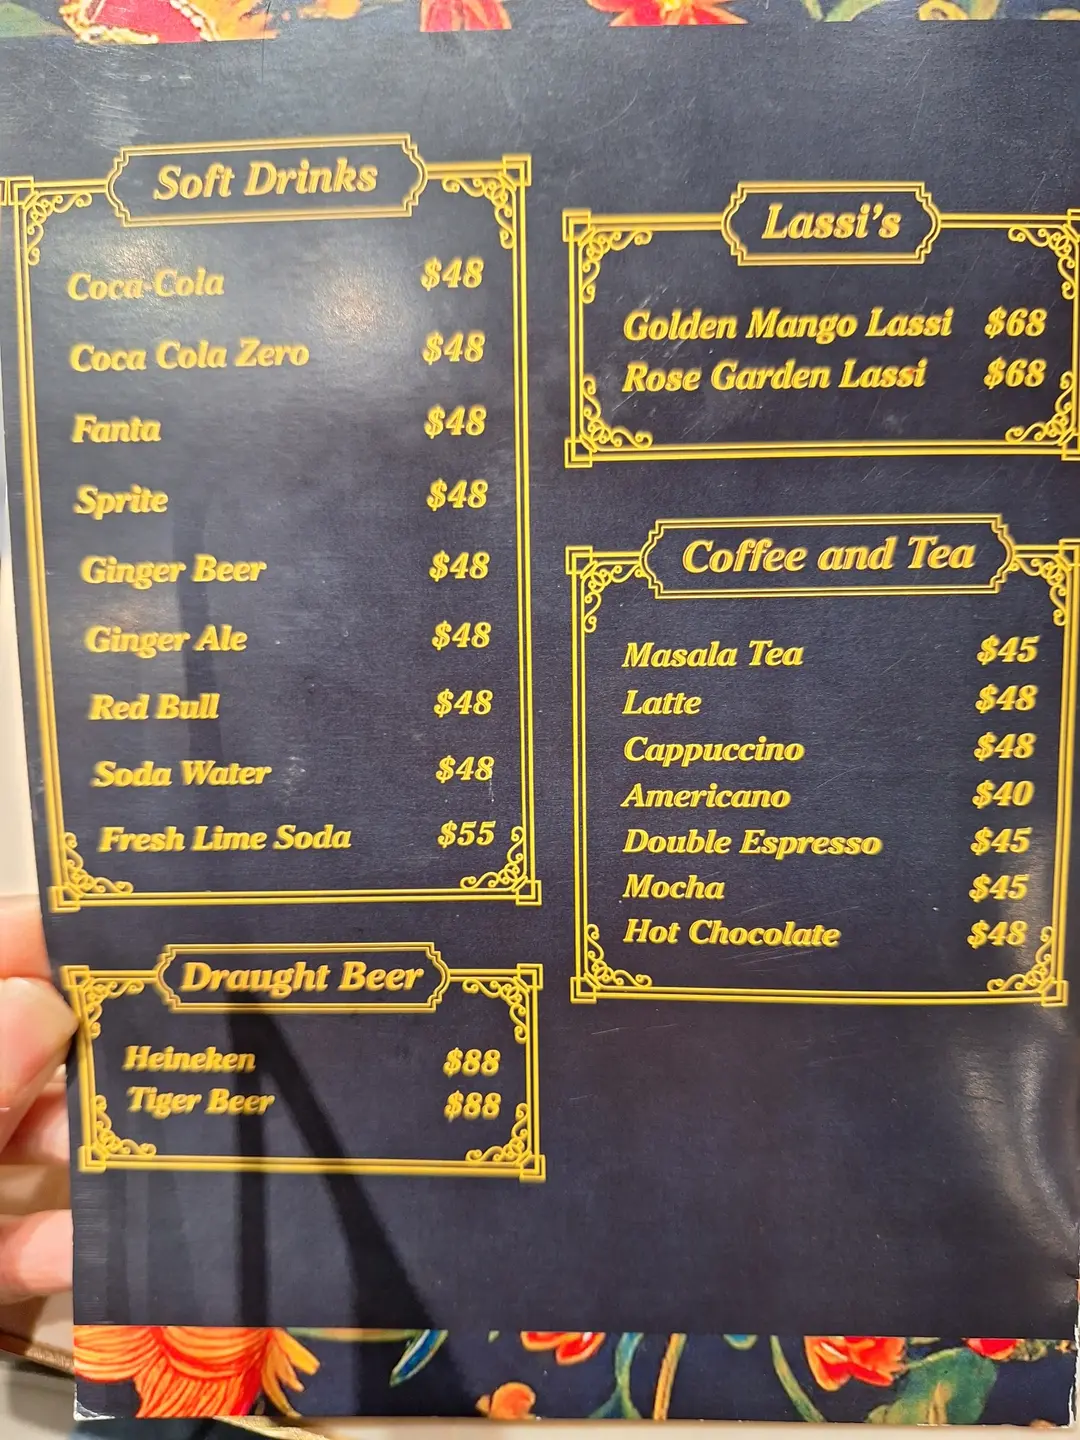 Soft Drinks
Coca-Cola $48
Coca Cola Zero $48
Fanta $48
Sprite $48
Ginger Beer $48
Ginger Ale $48
Red Bull $48
Soda Water $48
Fresh Lime Soda $55
Draught Beer
Heineken $88
Tiger Beer $88
Lassi's
Golden Mango Lassi $68
Rose Garden Lassi $68
Coffee and Tea
Masala Tea $45
Latte $48
Cappuccino $48
Americano $40
Double Espresso $45
Mocha $45
Hot Chocolate $48